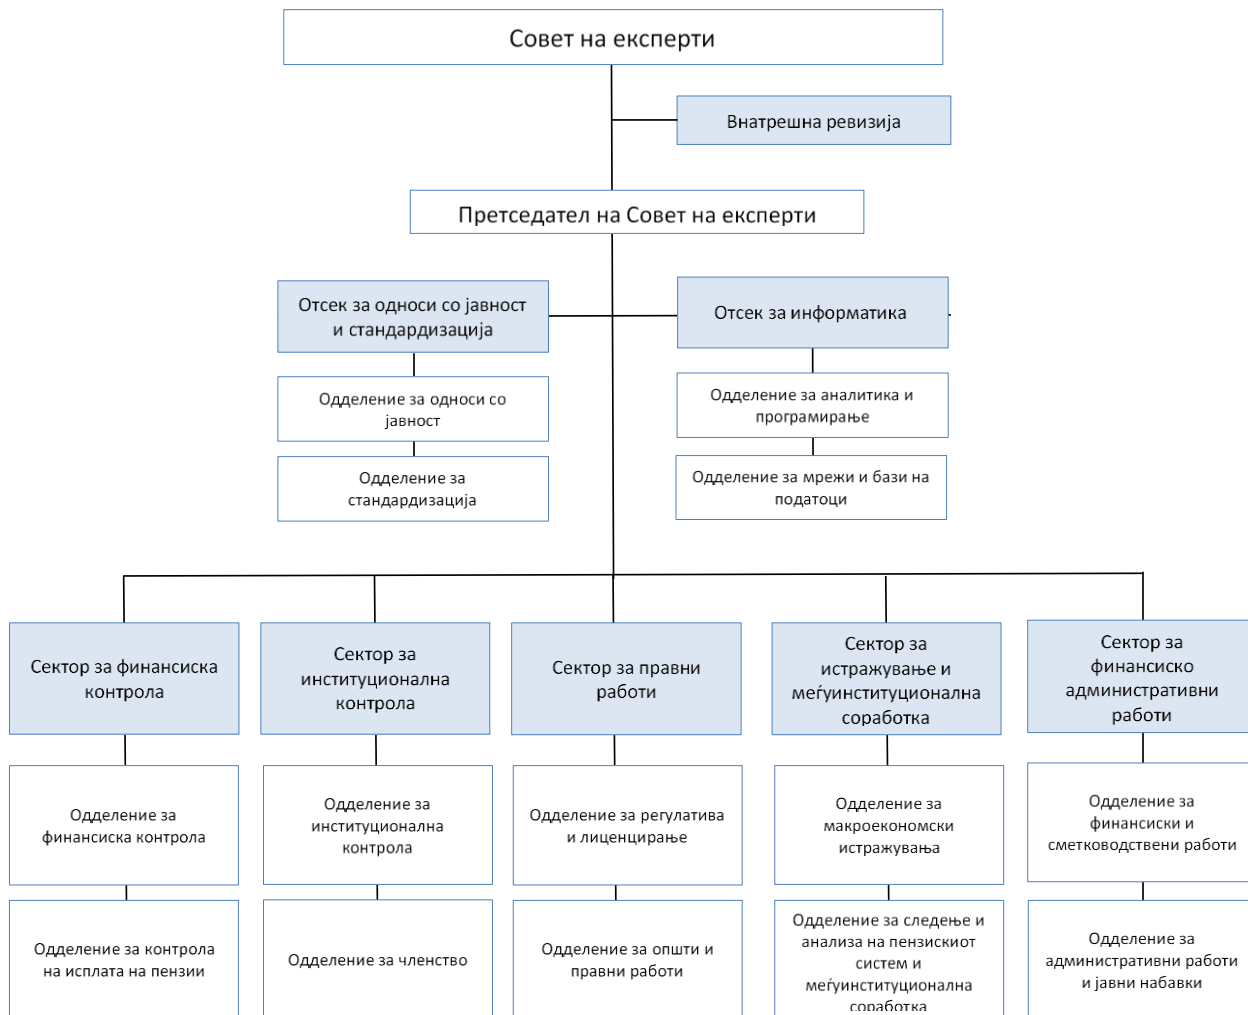 Совет на експерти
Внатрешна ревизија
Претседател на Совет на експерти
Отсек за односи со јавност
и стандардизација
Отсек за информатика
Одделение за односи со
јавност
Одделение за аналитика и
програмирање
Одделение за
стандардизација
Одделение за мрежи и бази на
податоци
Сектор за финансиска
контрола
Сектор за
институционална
контрола
Сектор за правни
работи
Сектор за
истражување и
меѓуинституционална
соработка
Сектор за
финансиско
административни
работи
Одделение за
финансиска контрола
Одделение за
институционална
контрола
Одделение за регулатива
и лиценцирање
Одделение за
макроекономски
истражувања
Одделение за
финансиски и
сметководствени работи
Одделение за контрола
на исплата на пензии
Одделение за членство
Одделение за општи и
правни работи
Одделение за следење и
анализа на пензискиот
систем и
меѓуинституционална
соработка
Одделение за
административни работи
и јавни набавки